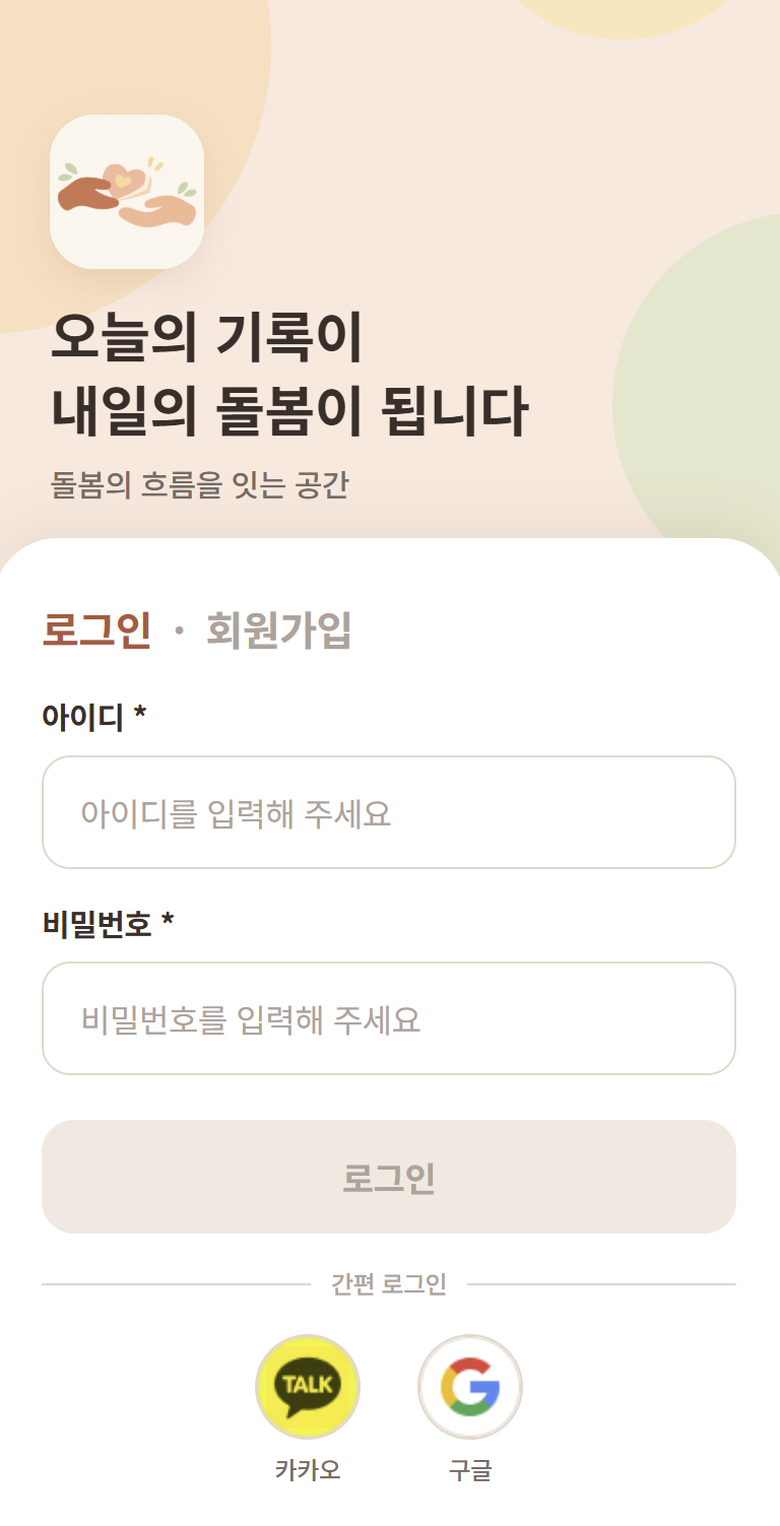 오늘의 기록이
내일의 돌봄이 됩니다
돌봄의 흐름을 잇는 공간
로그인 · 회원가입
아이디 *
아이디를 입력해 주세요
비밀번호 *
비밀번호를 입력해 주세요
로그인
간편 로그인
TALK
카카오 구글